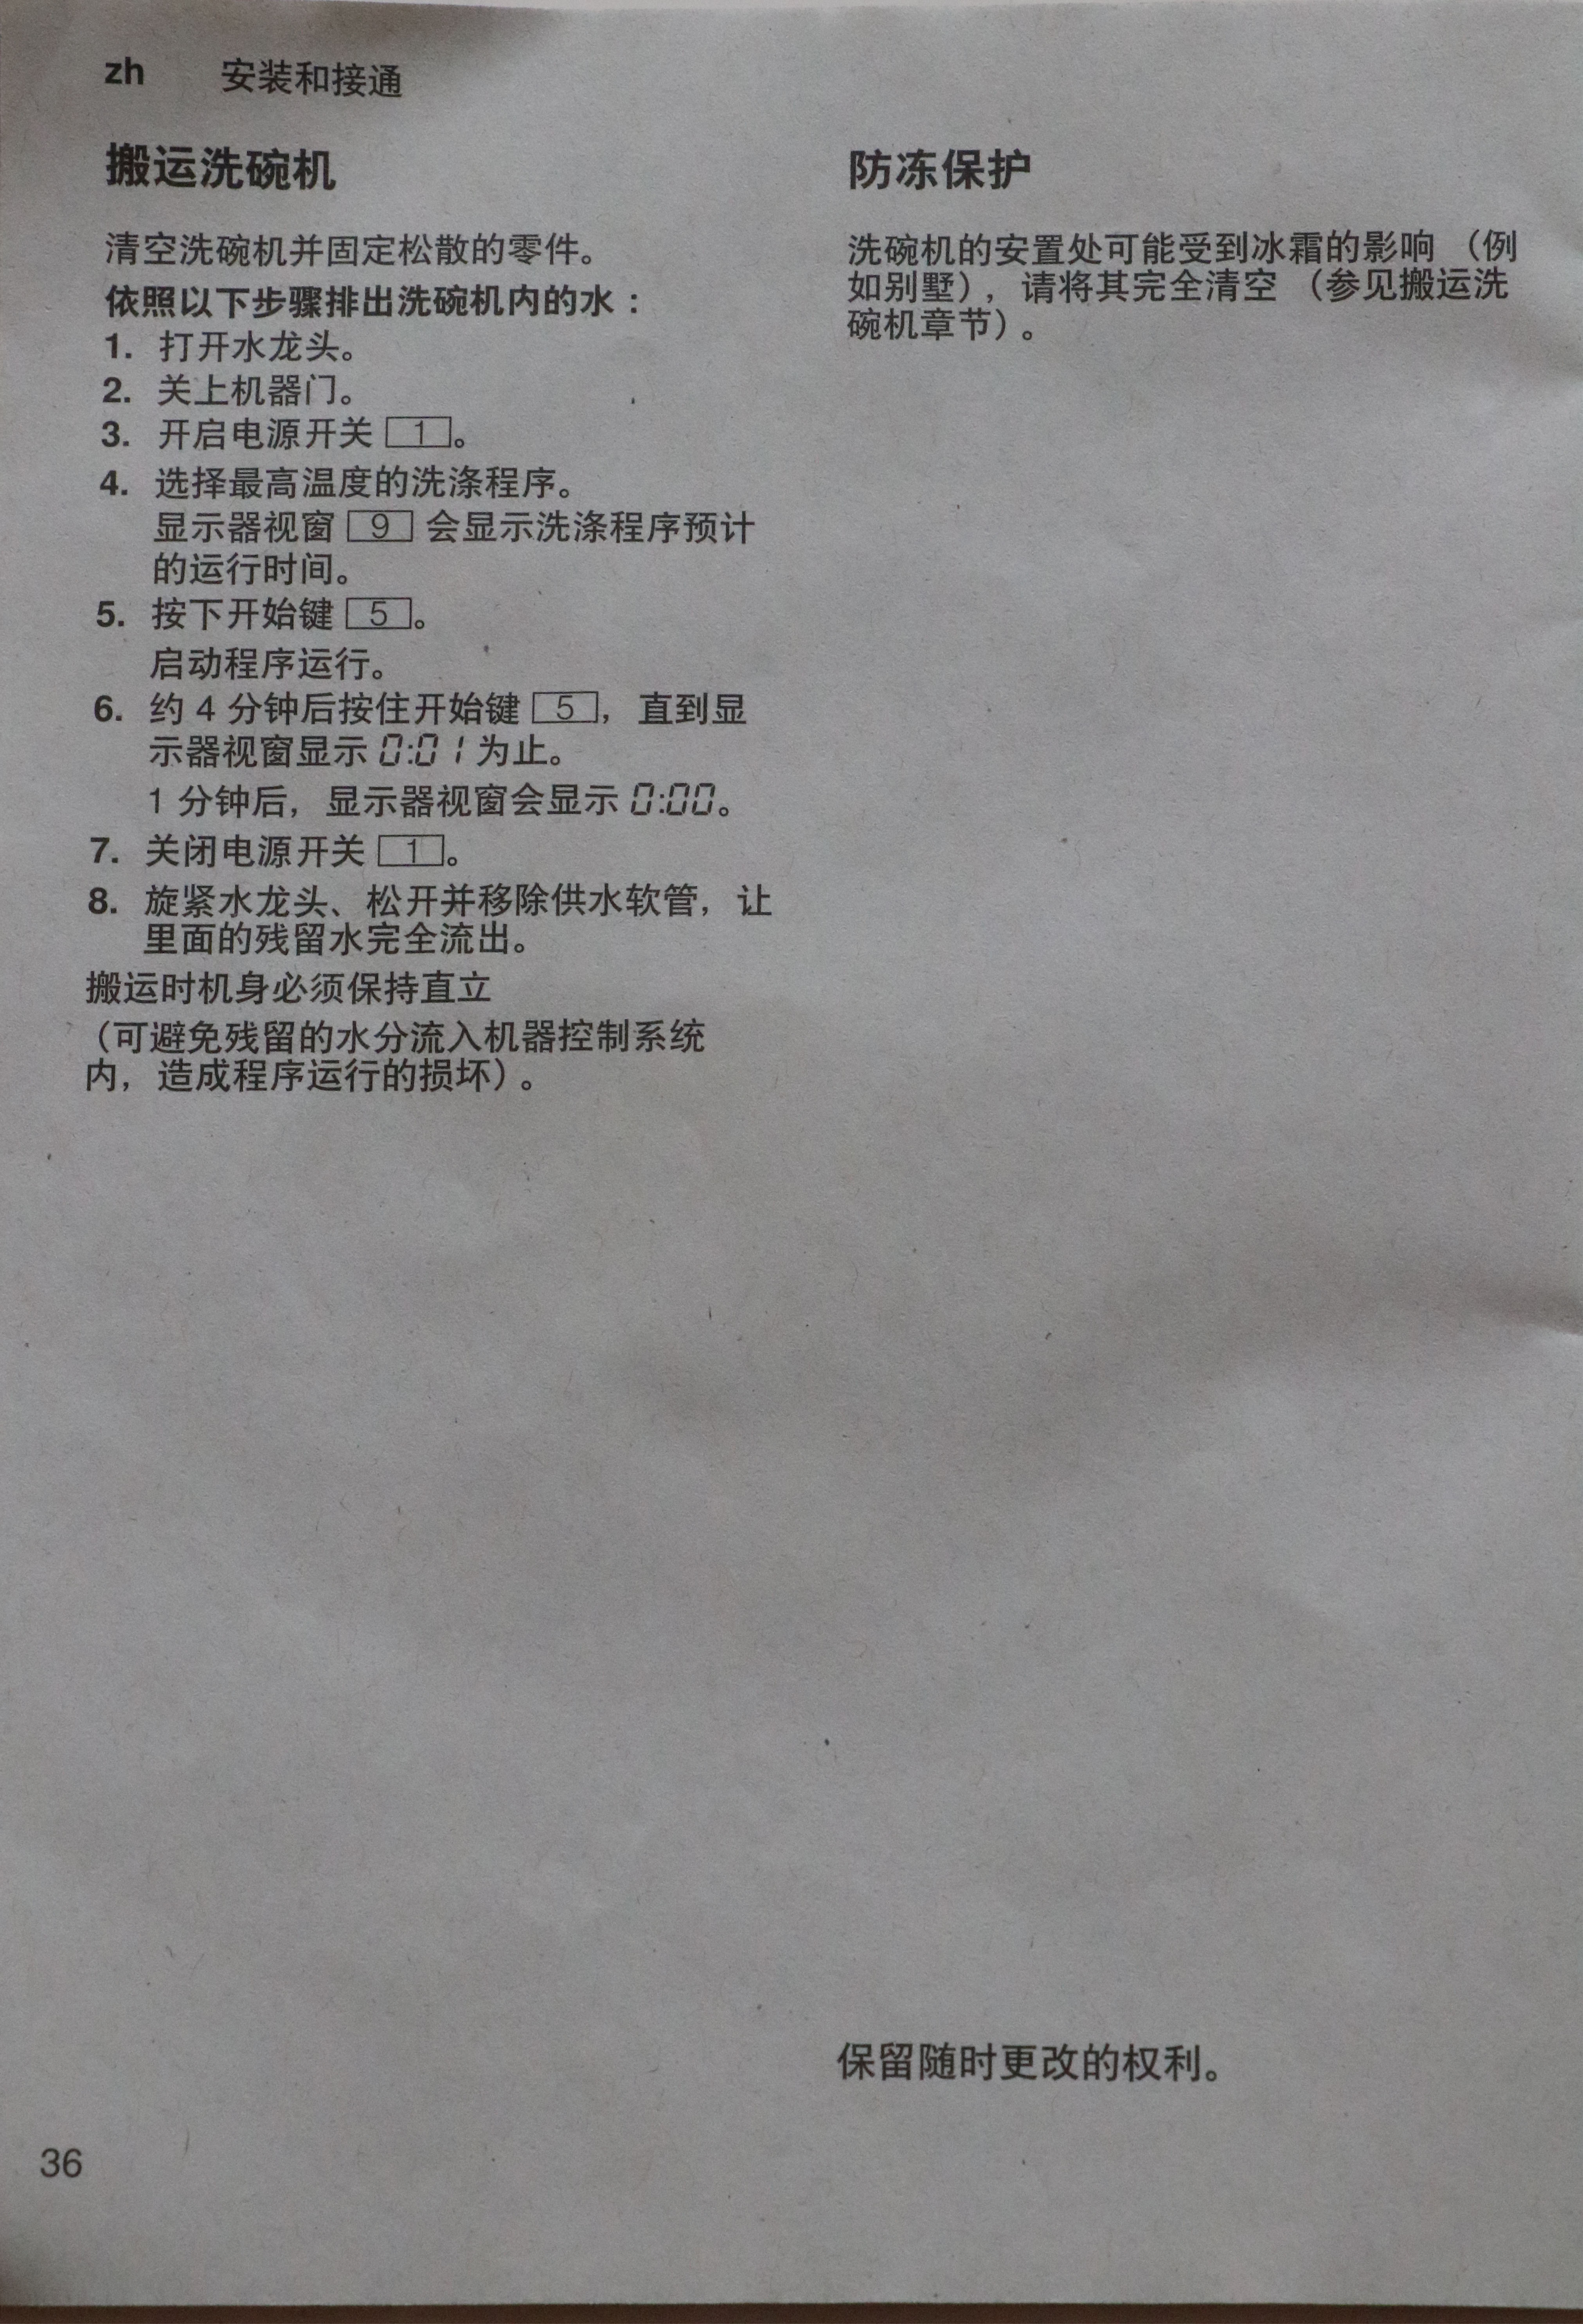 zh 安装和接通
搬运洗碗机
清空洗碗机并固定松散的零件。
依照以下步骤排出洗碗机内的水：
1. 打开水龙头。
2. 关上机器门。
3. 开启电源开关 1。
4. 选择最高温度的洗涤程序。
显示器视窗 9 会显示洗涤程序预计
的运行时间。
5. 按下开始键 5。
启动程序运行。
6. 约 4 分钟后按住开始键 5，直到显
示器视窗显示 0:01 为止。
1 分钟后，显示器视窗会显示 0:00。
7. 关闭电源开关 1。
8. 旋紧水龙头、松开并移除供水软管，让
里面的残留水完全流出。
搬运时机身必须保持直立
（可避免残留的水分流入机器控制系统
内，造成程序运行的损坏）。
防冻保护
洗碗机的安置处可能受到冰霜的影响 （例
如别墅），请将其完全清空 （参见搬运洗
碗机章节）。
保留随时更改的权利。
36